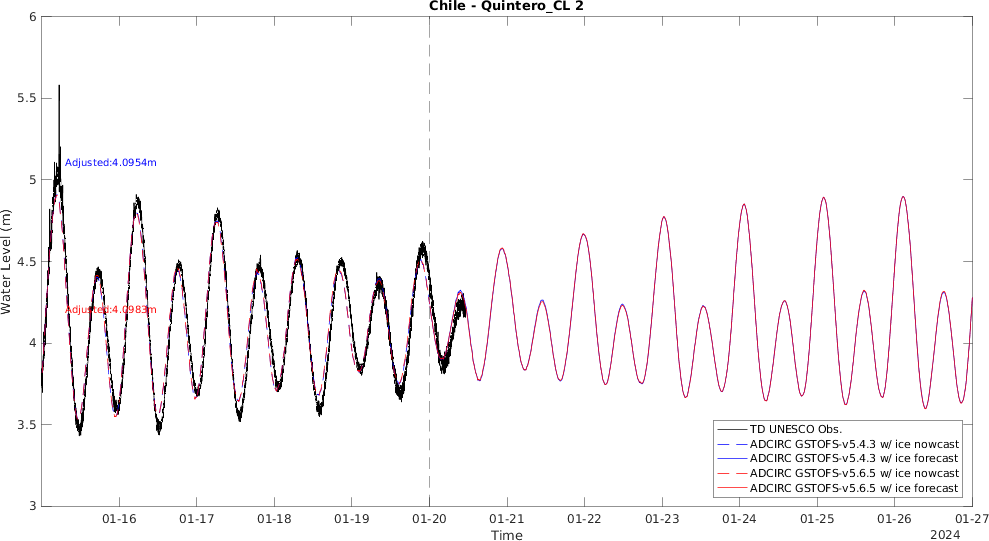 Chile - Quintero_CL 2
6
5.5
5
4.5
4
3.5
3
Water Level (m)
Adjusted:4.0954m
Adjusted:4.0983m
TD UNESCO Obs.
ADCIRC GSTOFS-v5.4.3 w/ ice nowcast
ADCIRC GSTOFS-v5.4.3 w/ ice forecast
ADCIRC GSTOFS-v5.6.5 w/ ice nowcast
ADCIRC GSTOFS-v5.6.5 w/ ice forecast
01-16 01-17 01-18 01-19 01-20 01-21 01-22 01-23 01-24 01-25 01-26 01-27
Time
2024